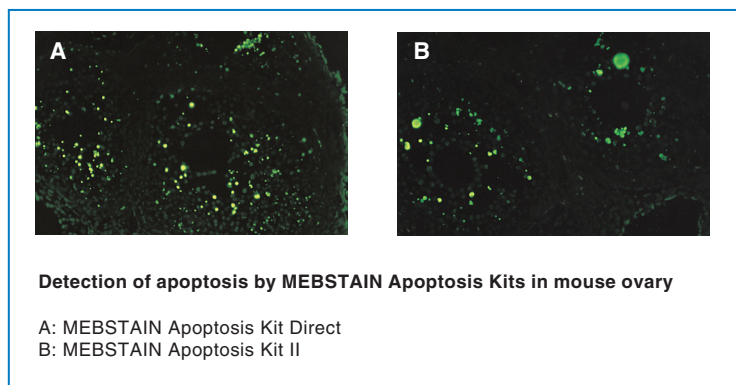 A
B
Detection of apoptosis by MEBSTAIN Apoptosis Kits in mouse ovary
A: MEBSTAIN Apoptosis Kit Direct
B: MEBSTAIN Apoptosis Kit II